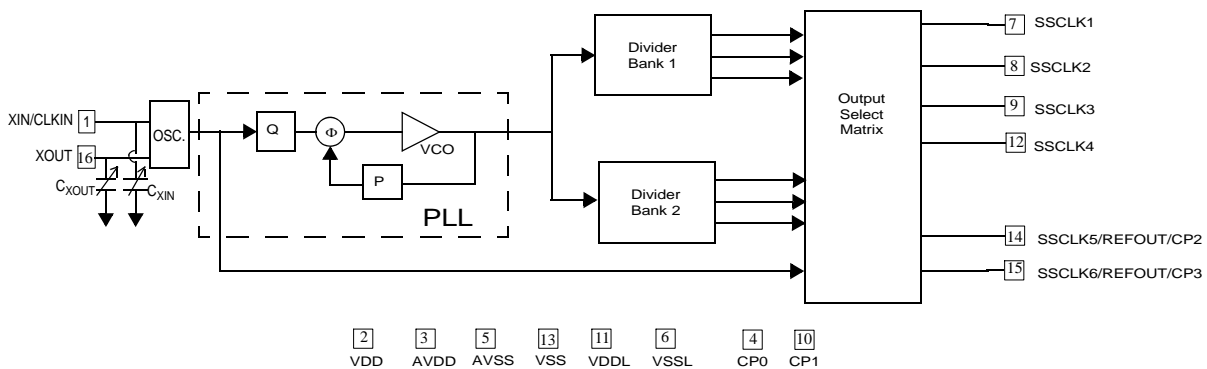 7 SSCLK1
Divider
Bank 1
8 SSCLK2
Output
Select
Matrix
9 SSCLK3
XIN/CLKIN 1
OSC.
Q
Φ
VCO
12 SSCLK4
XOUT 16
P
CXOUT
CXIN
Divider
Bank 2
PLL
14 SSCLK5/REFOUT/CP2
15 SSCLK6/REFOUT/CP3
2 3 5 13 11 6 4 10
VDD AVDD AVSS VSS VDDL VSSL CP0 CP1